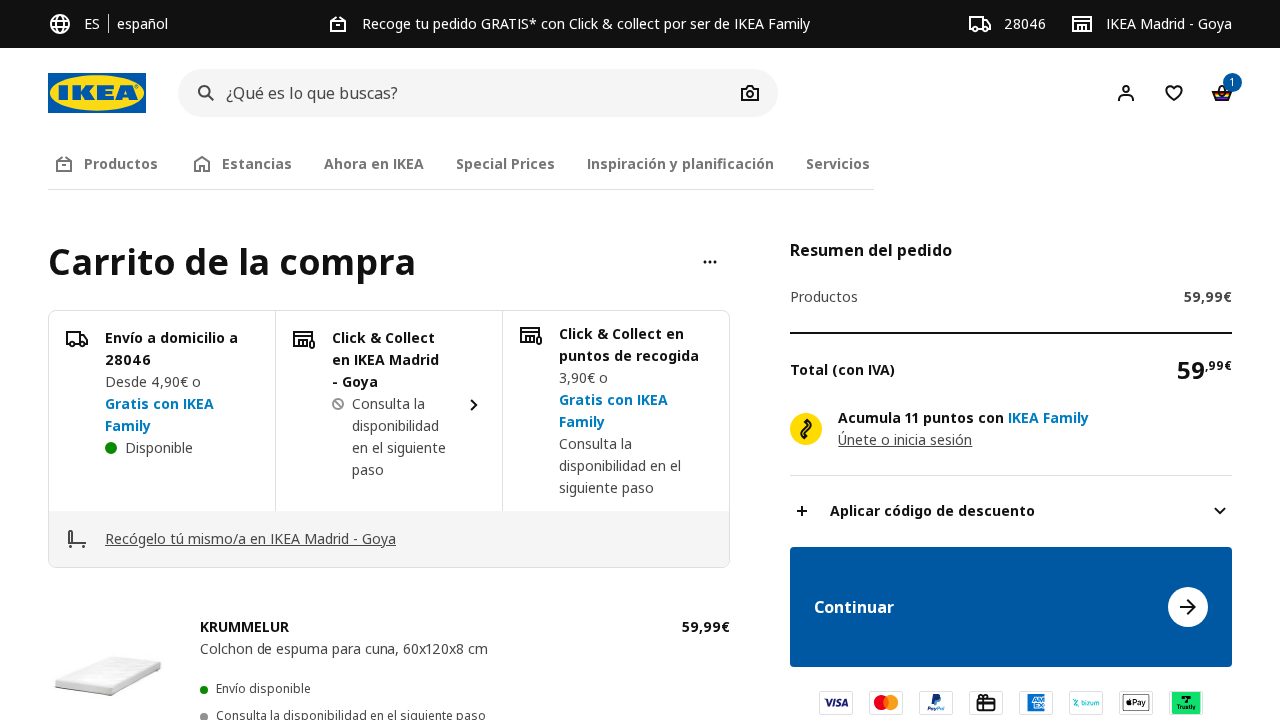 ES
español
Recoge tu pedido GRATIS* con Click & collect por ser de IKEA Family
28046
IKEA Madrid - Goya
IKEA
¿Qué es lo que buscas?
1
Productos
Estancias
Ahora en IKEA
Special Prices
Inspiración y planificación
Servicios
Carrito de la compra
Envío a domicilio a
28046
Desde 4,90€ o
Gratis con IKEA
Family
Disponible
Click & Collect
en IKEA Madrid
- Goya
Consulta la
disponibilidad
en el siguiente
paso
Click & Collect en
puntos de recogida
3,90€ o
Gratis con IKEA
Family
Consulta la
disponibilidad en el
siguiente paso
Recógelo tú mismo/a en IKEA Madrid - Goya
KRUMMELUR
59,99€
Colchon de espuma para cuna, 60x120x8 cm
Envío disponible
Consulta la disponibilidad en el siguiente paso
Resumen del pedido
Productos
59,99€
Total (con IVA)
59,99€
Acumula 11 puntos con IKEA Family
Únete o inicia sesión
Aplicar código de descuento
Continuar
VISA
PayPal
AM
EX
bizum
Pay
Trustly